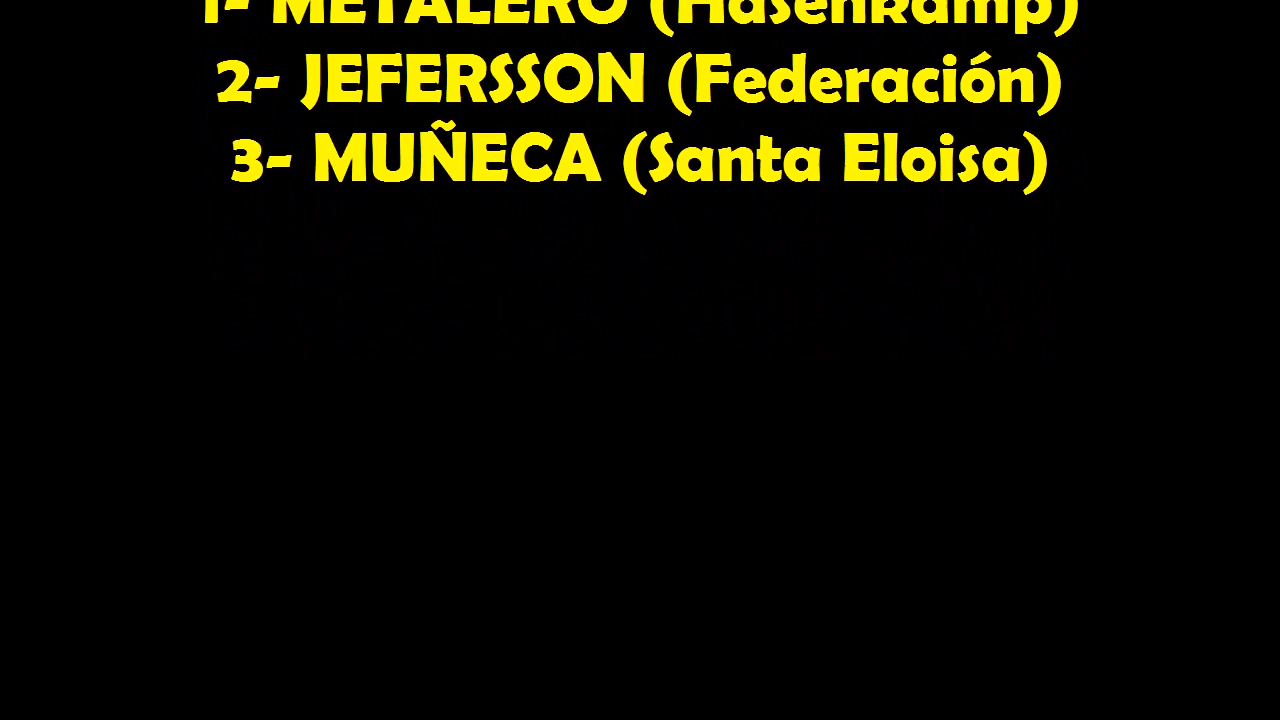 1- METALERO (Hasenkamp)
2- JEFERSSON (Federación)
3- MUÑECA (Santa Eloisa)